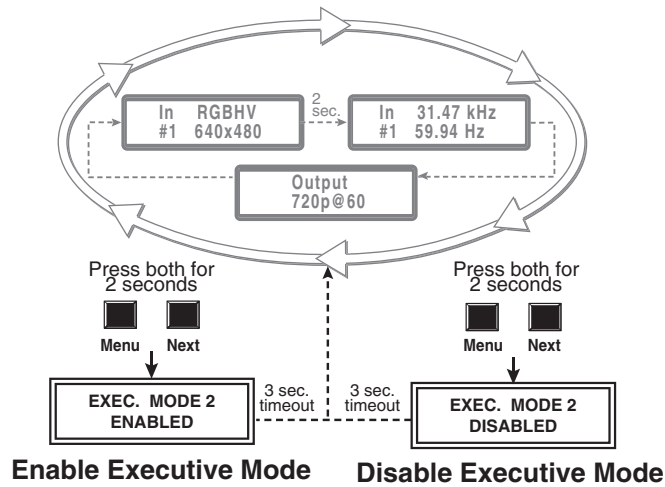 In RGBHV
#1 640x480
2
sec.
In 31.47 kHz
#1 59.94 Hz
Output
720p@60
Press both for
2 seconds
Menu Next
EXEC. MODE 2
ENABLED
3 sec.
timeout
3 sec.
timeout
Press both for
2 seconds
Menu Next
EXEC. MODE 2
DISABLED
Enable Executive Mode
Disable Executive Mode